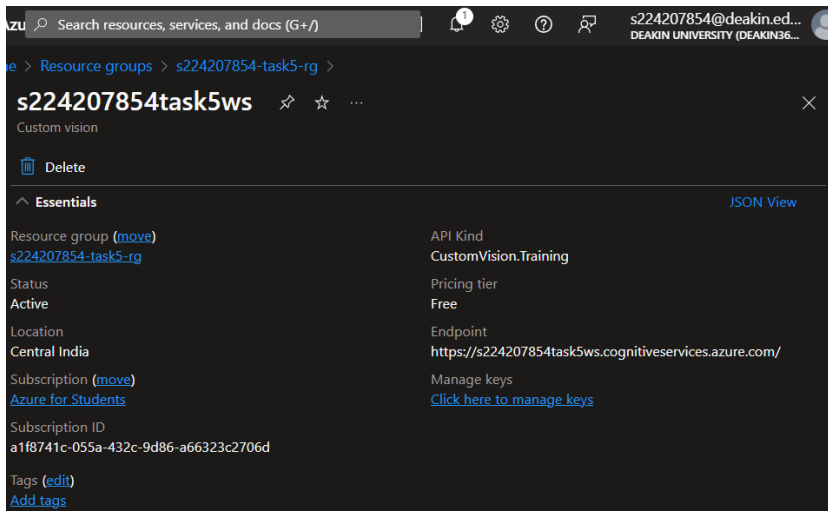 Search resources, services, and docs (G+/)
1
s224207854@deakin.ed...
DEAKIN UNIVERSITY (DEAKIN36...
> Resource groups > s224207854-task5-rg >
s224207854task5ws
Custom vision
Delete
Essentials
JSON View
Resource group (move)
s224207854-task5-rg
Status
Active
Location
Central India
Subscription (move)
Azure for Students
Subscription ID
a1f8741c-055a-432c-9d86-a66323c2706d
Tags (edit)
Add tags
API Kind
CustomVision.Training
Pricing tier
Free
Endpoint
https://s224207854task5ws.cognitiveservices.azure.com/
Manage keys
Click here to manage keys